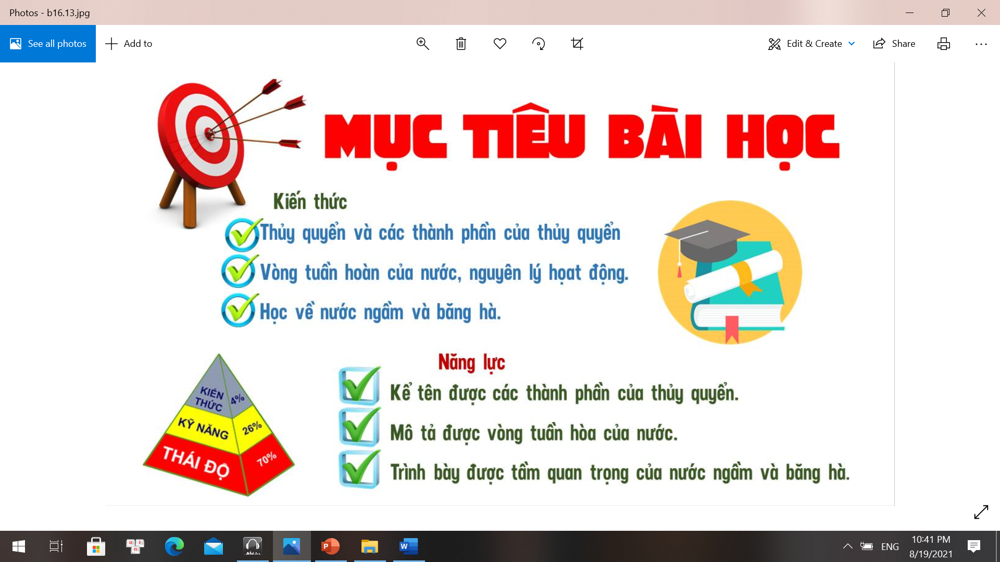 Photos - b16.13.jpg
See all photos
Add to
Edit & Create
Share
MỤC TIÊU BÀI HỌC
Kiến thức
Thủy quyển và các thành phần của thủy quyển
Vòng tuần hoàn của nước, nguyên lý hoạt động.
Học về nước ngầm và băng hà.
Năng lực
Kể tên được các thành phần của thủy quyển.
Mô tả được vòng tuần hòa của nước.
Trình bày được tầm quan trọng của nước ngầm và băng hà.
KIẾN THỨC 4%
KỸ NĂNG 26%
THÁI ĐỘ 70%
u n i
P
W
ENG
10:41 PM
8/19/2021